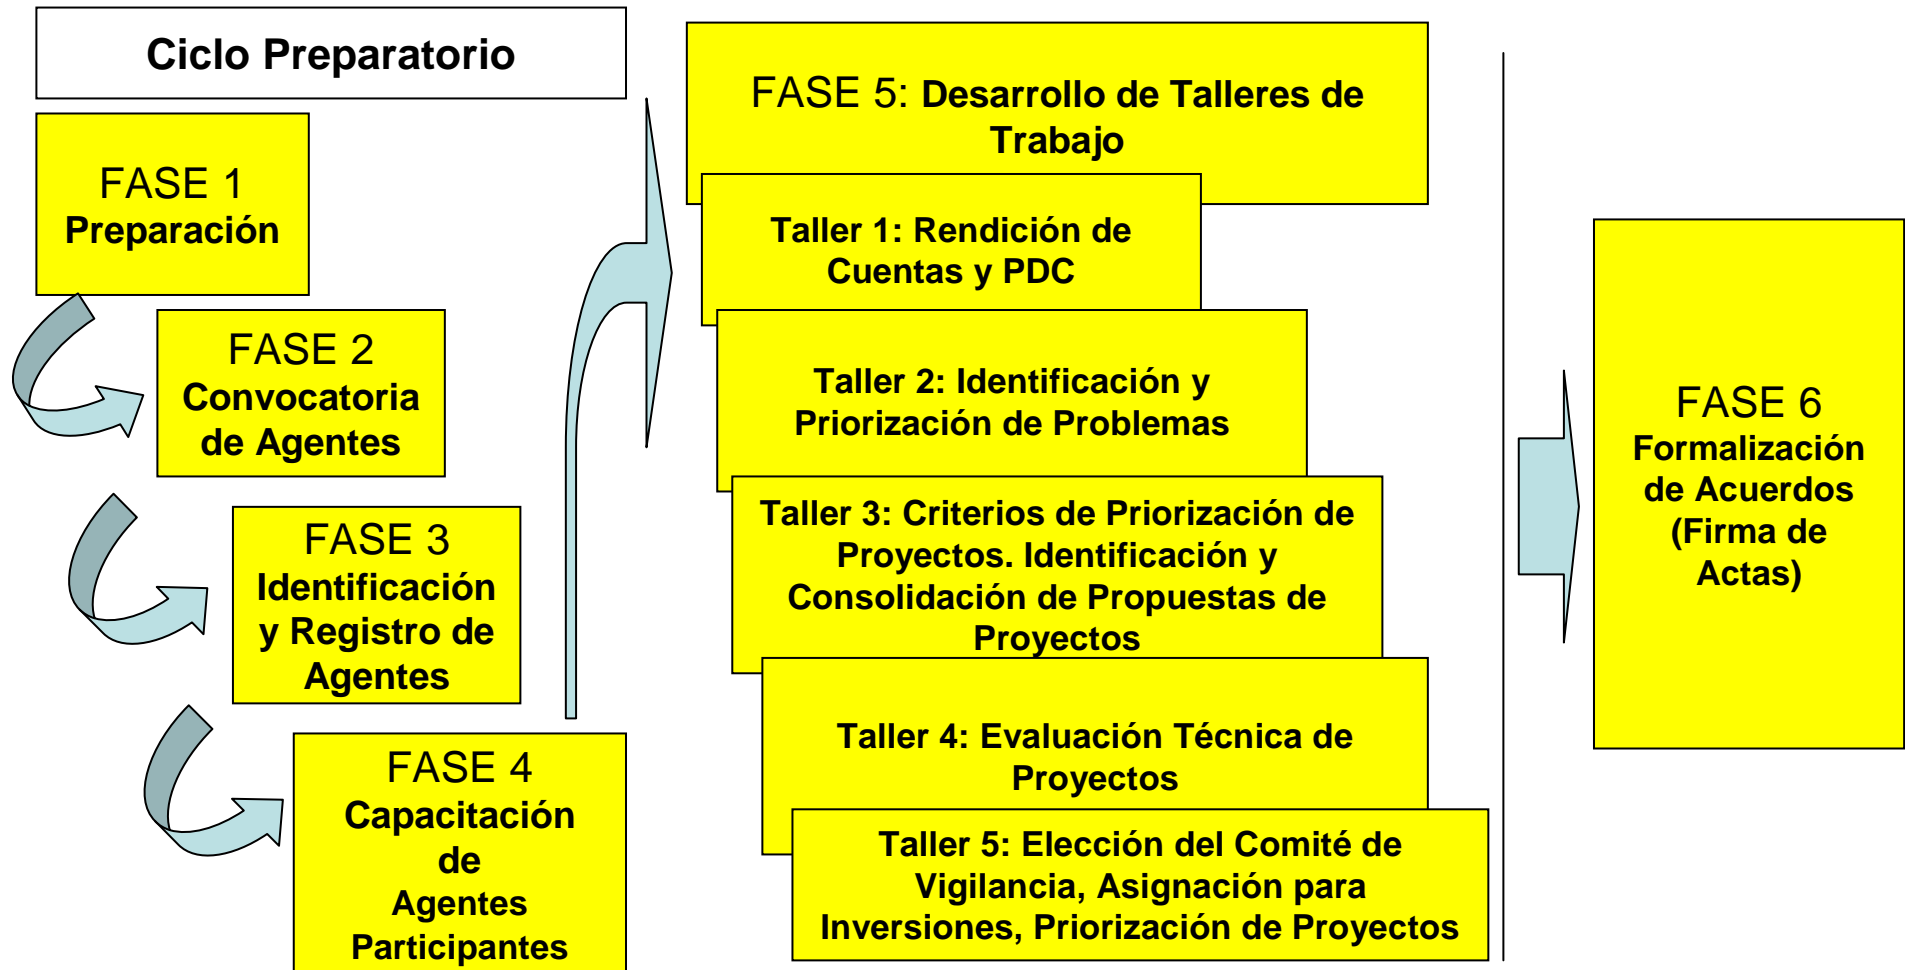 Ciclo Preparatorio
FASE 1
Preparación
FASE 2
Convocatoria
de Agentes
FASE 3
Identificación
y Registro de
Agentes
FASE 4
Capacitación
de
Agentes
Participantes
FASE 5: Desarrollo de Talleres de
Trabajo
Taller 1: Rendición de
Cuentas y PDC
Taller 2: Identificación y
Priorización de Problemas
Taller 3: Criterios de Priorización de
Proyectos. Identificación y
Consolidación de Propuestas de
Proyectos
Taller 4: Evaluación Técnica de
Proyectos
Taller 5: Elección del Comité de
Vigilancia, Asignación para
Inversiones, Priorización de Proyectos
FASE 6
Formalización
de Acuerdos
(Firma de
Actas)